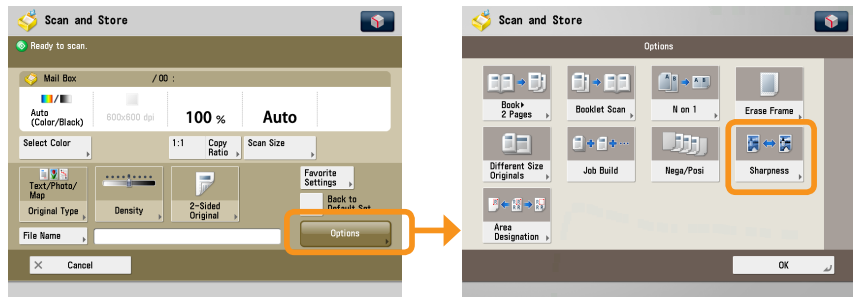 Scan and Store
Ready to scan.
Mail Box /00 :
Auto
(Color/Black)
600x600 dpi
100 %
Auto
Select Color
1:1 Copy
Ratio
Scan Size
Text/Photo/
Map
Original Type
Density
2-Sided
Original
Favorite
Settings
Back to
Default Set.
File Name
Options
Cancel
Scan and Store
Options
Book
2 Pages
Booklet Scan
N on 1
Erase Frame
Different Size
Originals
Job Build
Nega/Posi
Sharpness
A B
A B
Area
Designation
OK